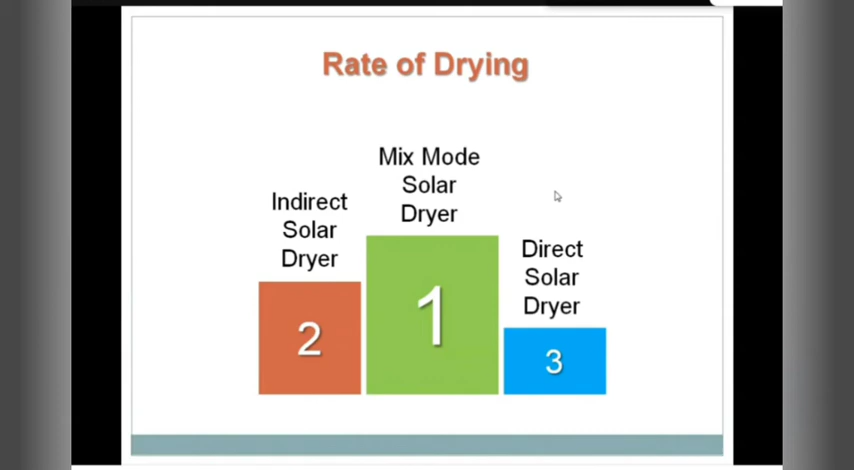 Rate of Drying
Mix Mode
Solar
Dryer
Indirect
Solar
Dryer
Direct
Solar
Dryer
2
1
3